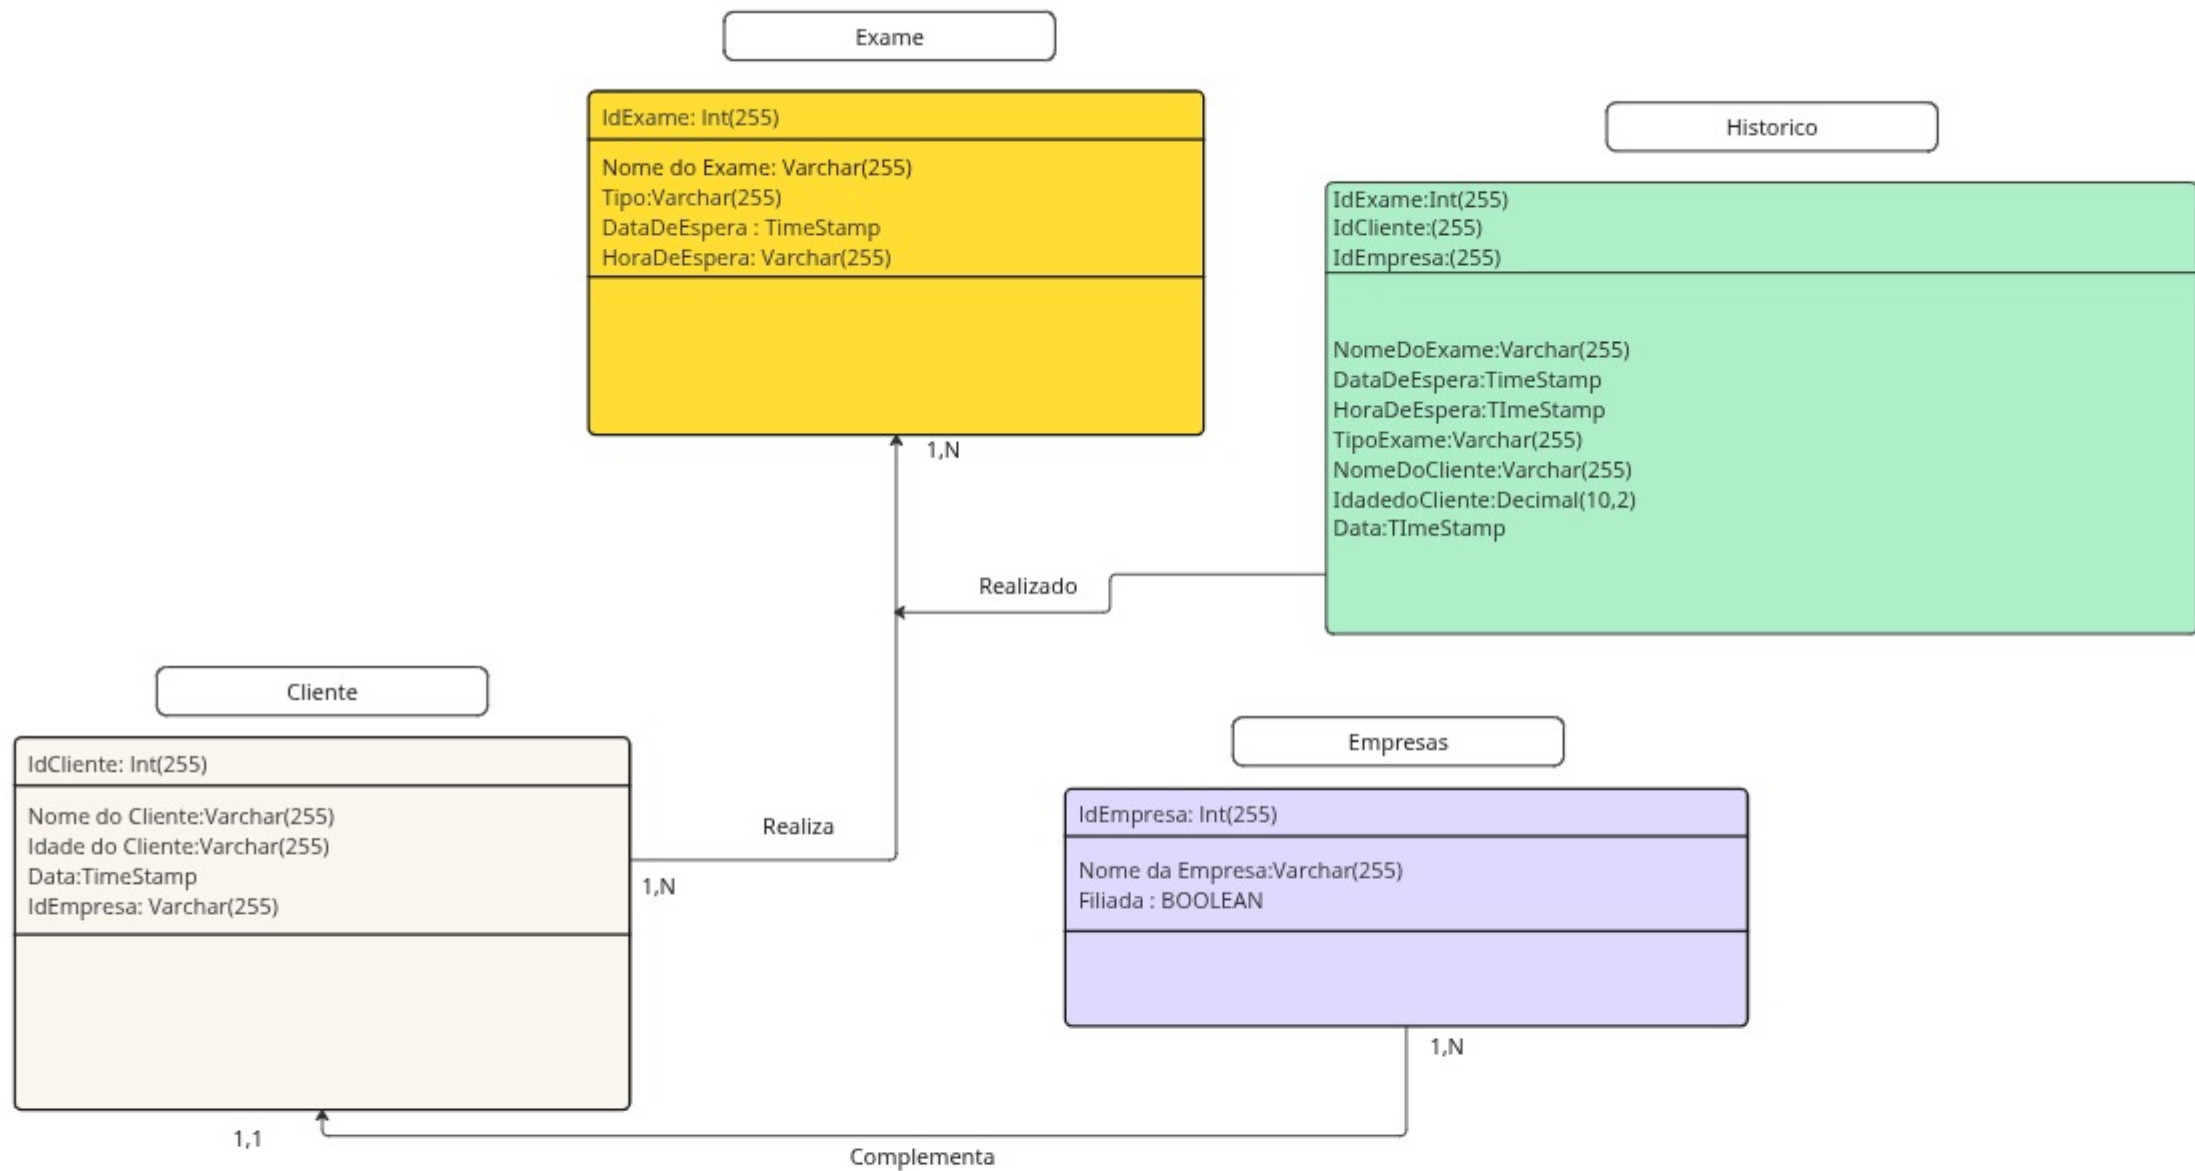 Exame
IdExame: Int(255)
Nome do Exame: Varchar(255)
Tipo:Varchar(255)
DataDeEspera : TimeStamp
HoraDeEspera: Varchar(255)
1,N
Historico
IdExame:Int(255)
IdCliente:(255)
IdEmpresa:(255)
NomeDoExame:Varchar(255)
DataDeEspera:TimeStamp
HoraDeEspera:TImeStamp
TipoExame:Varchar(255)
NomeDoCliente:Varchar(255)
IdadedoCliente:Decimal(10,2)
Data:TImeStamp
Realizado
Cliente
IdCliente: Int(255)
Nome do Cliente:Varchar(255)
Idade do Cliente:Varchar(255)
Data:TimeStamp
IdEmpresa: Varchar(255)
Realiza
1,N
Empresas
IdEmpresa: Int(255)
Nome da Empresa:Varchar(255)
Filiada : BOOLEAN
1,N
1,1
Complementa